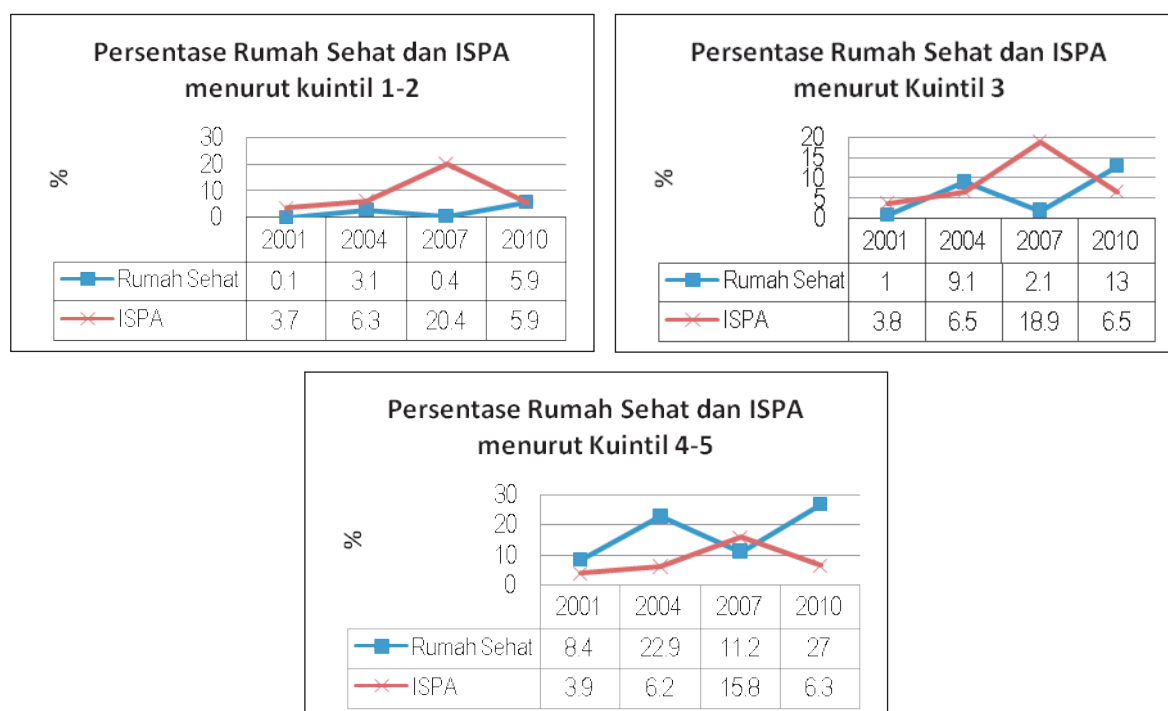 Persentase Rumah Sehat dan ISPA
menurut kuintil 1-2
%
30
20
10
0
2001 2004 2007 2010
Rumah Sehat 0.1 3.1 0.4 5.9
ISPA 3.7 6.3 20.4 5.9
Persentase Rumah Sehat dan ISPA
menurut Kuintil 3
%
20
15
10
5
0
2001 2004 2007 2010
Rumah Sehat 1 9.1 2.1 13
ISPA 3.8 6.5 18.9 6.5
Persentase Rumah Sehat dan ISPA
menurut Kuintil 4-5
%
30
20
10
0
2001 2004 2007 2010
Rumah Sehat 8.4 22.9 11.2 27
ISPA 3.9 6.2 15.8 6.3